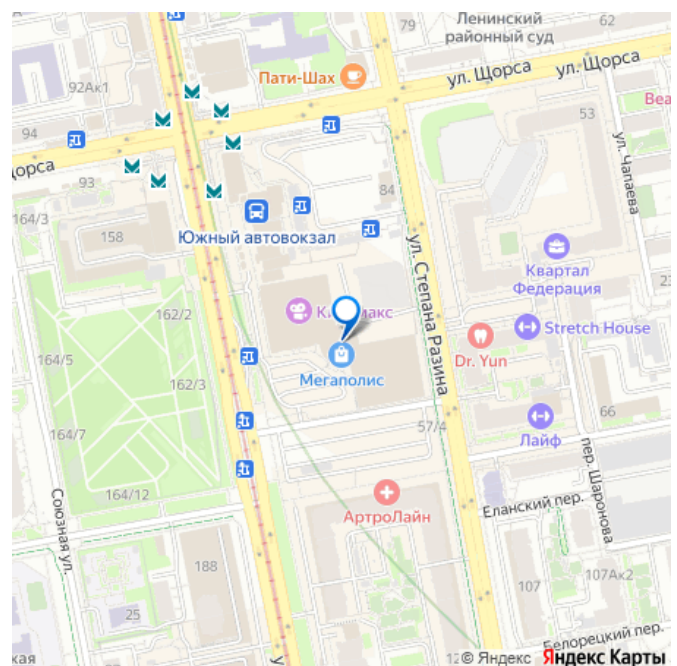 Ленинский
районный суд
79
62
ул. Щорса
ул. Щорса
Пати-Шах
92Ак1
94
53
ул. Чапаева
орса
93
84
164/3
158
Южный автовокзал
ул. Степана Разина
Квартал
Федерация
162/2
Stretch House
Dr. Yun
Мегаполис
164/5
162/3
57/4
66
Лайф
пер. Шаронова
164/7
АртроЛайн
Еланский пер.
164/12
Союзная ул.
188
107
107Ак2
25
Белорецкий пер.
© Яндекс Яндекс Карты